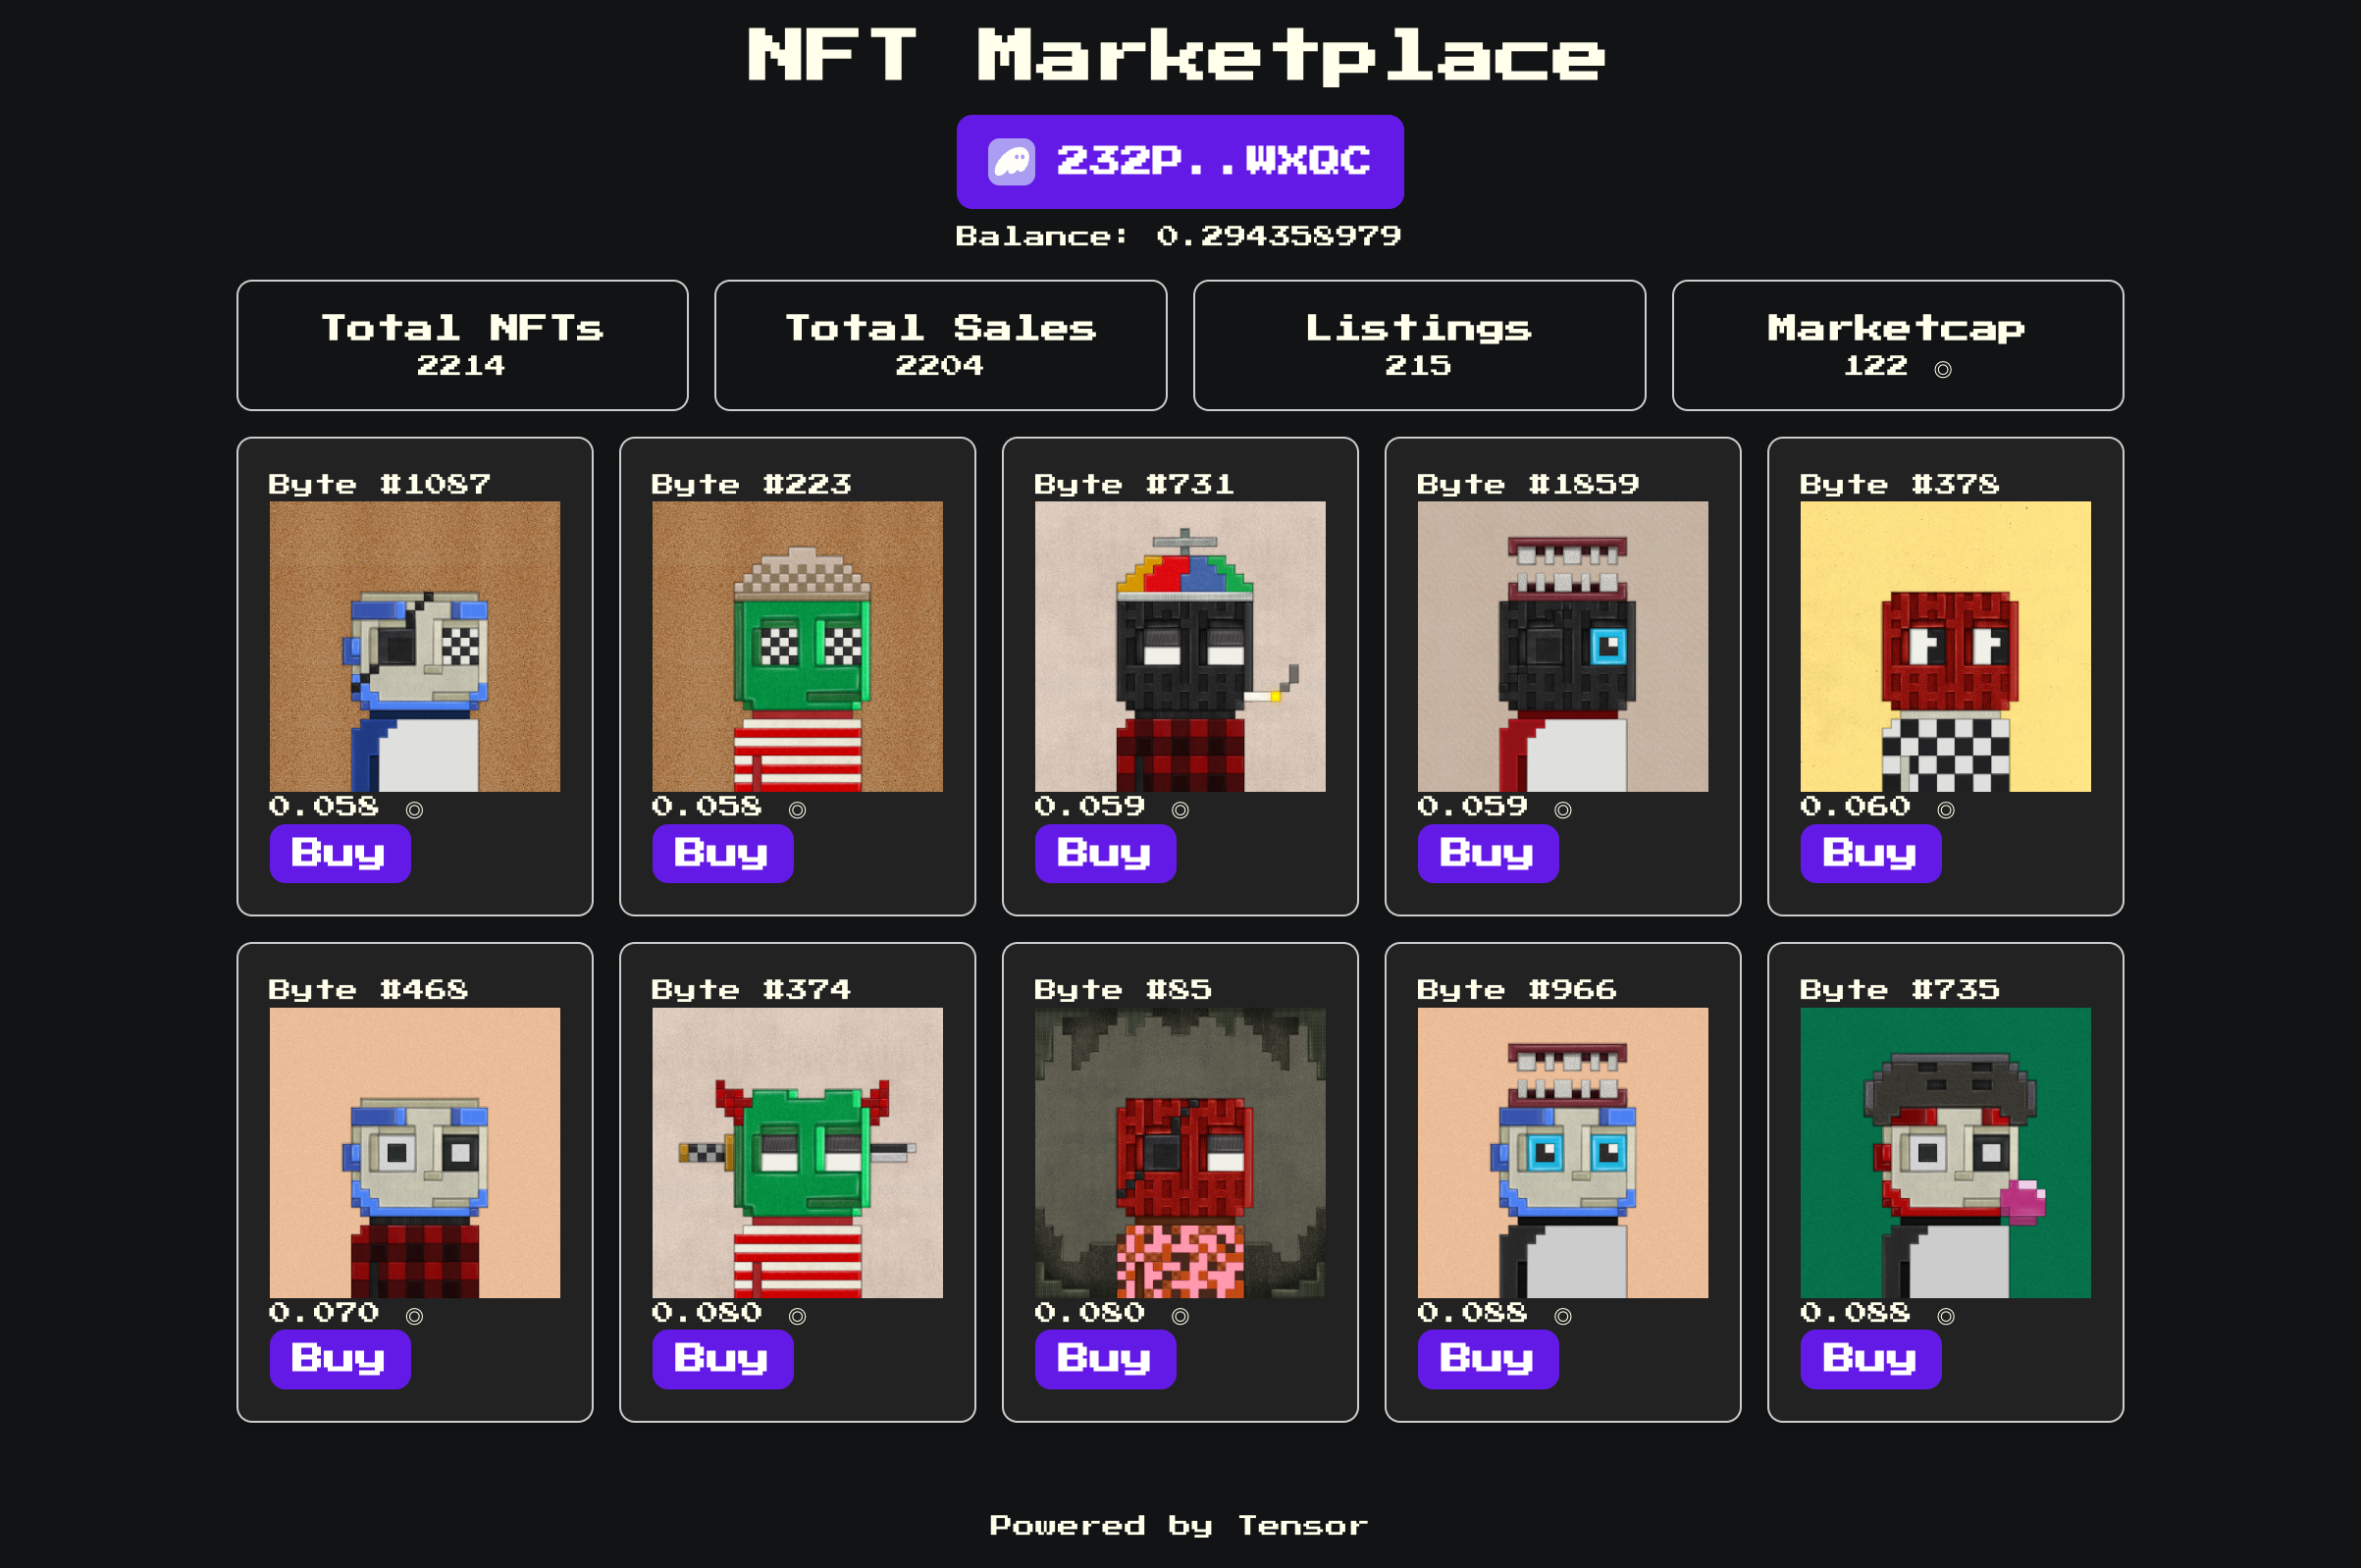 NFT Marketplace
232P..WXQC
Balance: 0.294358979
Total NFTs
2214
Total Sales
2204
Listings
215
Marketcap
122 ◎
Byte #1087
0.058 ◎
Buy
Byte #223
0.058 ◎
Buy
Byte #731
0.059 ◎
Buy
Byte #1859
0.059 ◎
Buy
Byte #378
0.060 ◎
Buy
Byte #468
0.070 ◎
Buy
Byte #374
0.080 ◎
Buy
Byte #85
0.080 ◎
Buy
Byte #966
0.088 ◎
Buy
Byte #735
0.088 ◎
Buy
Powered by Tensor